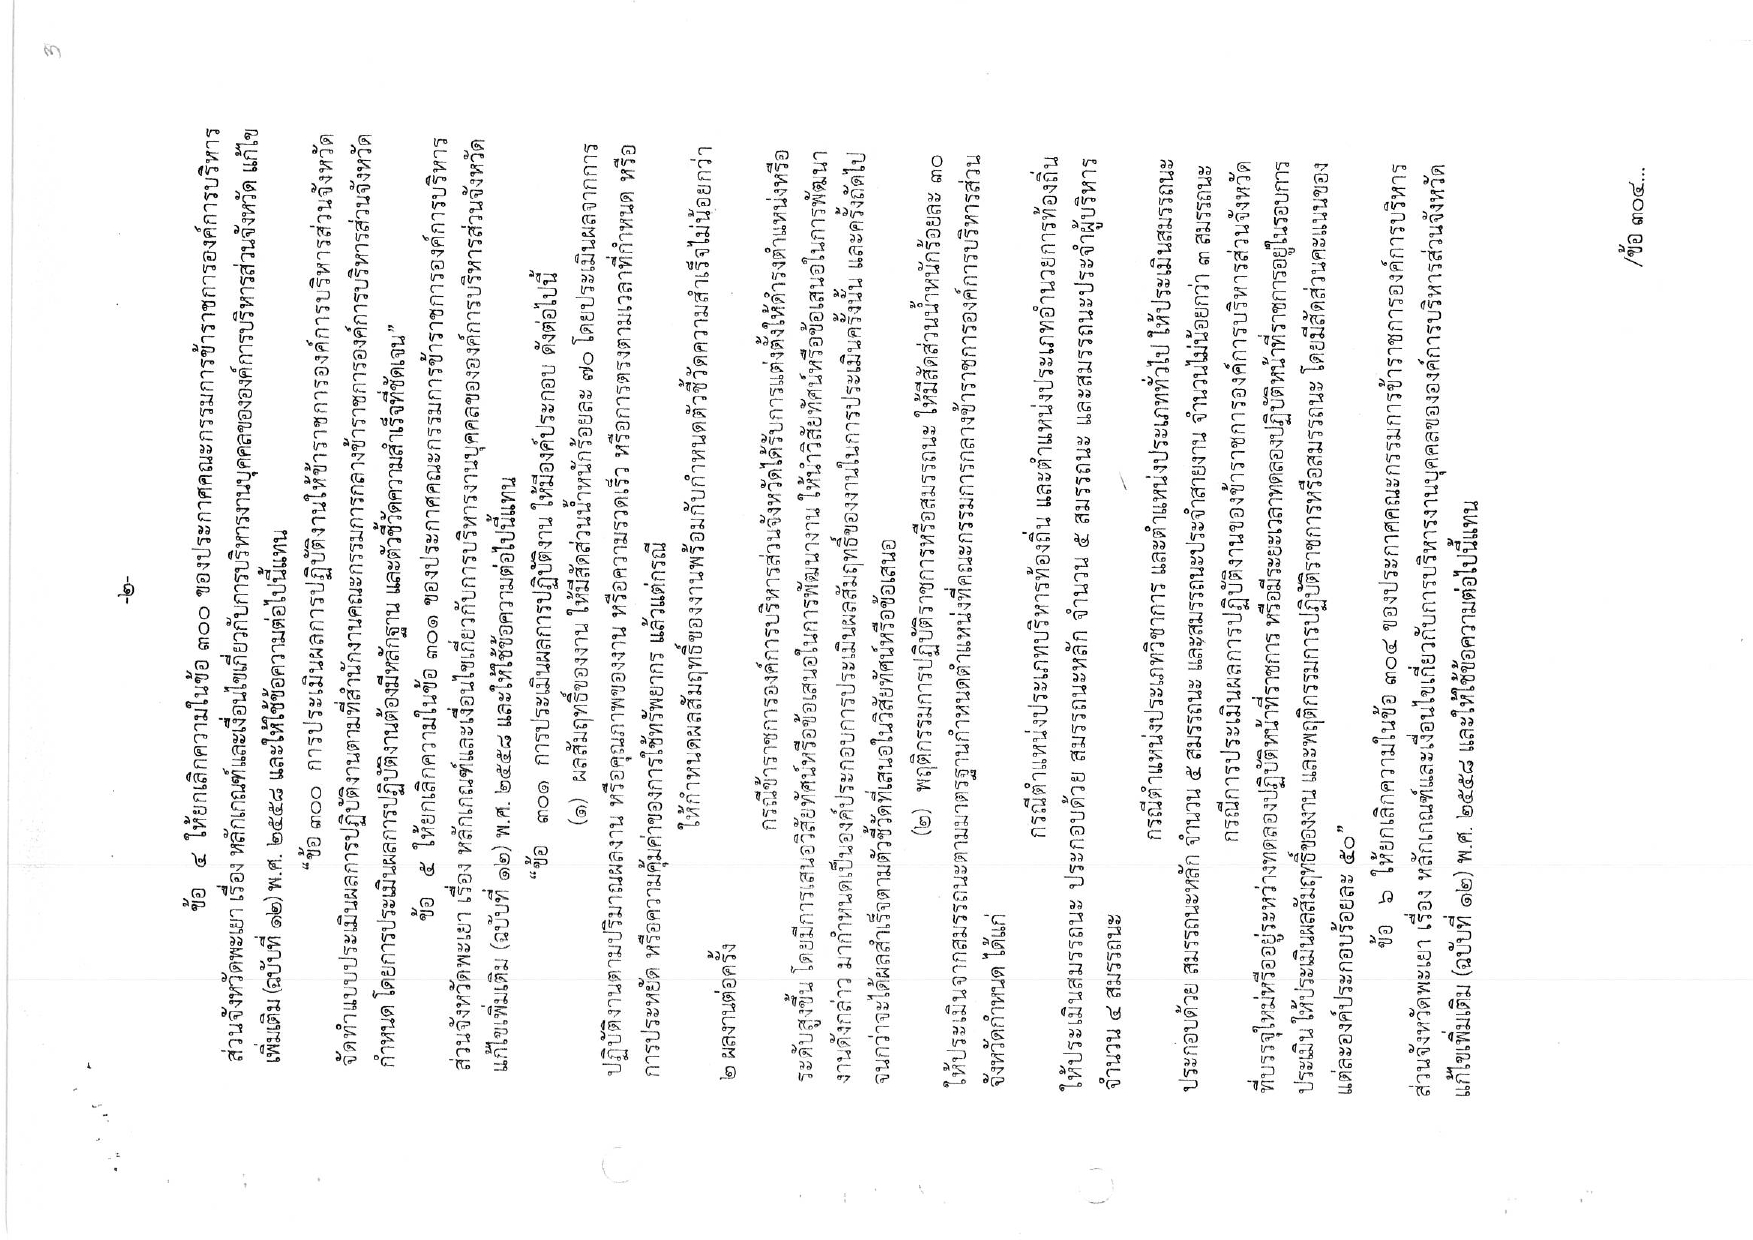 -๒-
ข้อ ๔ ให้ยกเลิกความในข้อ ๓๐๐ ของประกาศคณะกรรมการข้าราชการองค์การบริหาร
ส่วนจังหวัดพะเยา เรื่อง หลักเกณฑ์และเงื่อนไขเกี่ยวกับการบริหารงานบุคคลขององค์การบริหารส่วนจังหวัด แก้ไข
เพิ่มเติม (ฉบับที่ ๑๒) พ.ศ. ๒๕๕๘ และให้ใช้ข้อความต่อไปนี้แทน
“ข้อ ๓๐๐ การประเมินผลการปฏิบัติงานให้ข้าราชการองค์การบริหารส่วนจังหวัด
จัดทำแบบประเมินผลการปฏิบัติงานตามที่สำนักงานคณะกรรมการกลางข้าราชการองค์การบริหารส่วนจังหวัด
กำหนด โดยการประเมินผลการปฏิบัติงานต้องมีหลักฐาน และตัวชี้วัดความสำเร็จที่ชัดเจน”
ข้อ ๕ ให้ยกเลิกความในข้อ ๓๐๑ ของประกาศคณะกรรมการข้าราชการองค์การบริหาร
ส่วนจังหวัดพะเยา เรื่อง หลักเกณฑ์และเงื่อนไขเกี่ยวกับการบริหารงานบุคคลขององค์การบริหารส่วนจังหวัด
แก้ไขเพิ่มเติม (ฉบับที่ ๑๒) พ.ศ. ๒๕๕๘ และให้ใช้ข้อความต่อไปนี้แทน
“ข้อ ๓๐๑ การประเมินผลการปฏิบัติงาน ให้มีองค์ประกอบ ดังต่อไปนี้
(๑) ผลสัมฤทธิ์ของงาน ให้มีสัดส่วนน้ำหนักร้อยละ ๗๐ โดยประเมินผลจากการ
ปฏิบัติงานตามปริมาณผลงาน หรือคุณภาพของงาน หรือความรวดเร็ว หรือการตรงตามเวลาที่กำหนด หรือ
การประหยัด หรือความคุ้มค่าของการใช้ทรัพยากร แล้วแต่กรณี
ให้กำหนดผลสัมฤทธิ์ของงานพร้อมกับกำหนดตัวชี้วัดความสำเร็จไม่น้อยกว่า
๒ ผลงานต่อครั้ง
กรณีข้าราชการองค์การบริหารส่วนจังหวัดได้รับการแต่งตั้งให้ดำรงตำแหน่งหรือ
ระดับสูงขึ้น โดยมีการเสนอวิสัยทัศน์หรือข้อเสนอในการพัฒนางาน ให้นำวิสัยทัศน์หรือข้อเสนอในการพัฒนา
งานดังกล่าว มากำหนดเป็นองค์ประกอบการประเมินผลสัมฤทธิ์ของงานในการประเมินครั้งนั้น และครั้งถัดไป
จนกว่าจะได้ผลสำเร็จตามตัวชี้วัดที่เสนอในวิสัยทัศน์หรือข้อเสนอ
(๒) พฤติกรรมการปฏิบัติราชการหรือสมรรถนะ ให้มีสัดส่วนน้ำหนักร้อยละ ๓๐
ให้ประเมินจากสมรรถนะตามมาตรฐานกำหนดตำแหน่งที่คณะกรรมการกลางข้าราชการองค์การบริหารส่วน
จังหวัดกำหนด ได้แก่
กรณีตำแหน่งประเภทบริหารท้องถิ่น และตำแหน่งประเภทอำนวยการท้องถิ่น
ให้ประเมินสมรรถนะ ประกอบด้วย สมรรถนะหลัก จำนวน ๕ สมรรถนะ และสมรรถนะประจำผู้บริหาร
จำนวน ๔ สมรรถนะ
กรณีตำแหน่งประเภทวิชาการ และตำแหน่งประเภททั่วไป ให้ประเมินสมรรถนะ
ประกอบด้วย สมรรถนะหลัก จำนวน ๕ สมรรถนะ และสมรรถนะประจำสายงาน จำนวนไม่น้อยกว่า ๓ สมรรถนะ
กรณีการประเมินผลการปฏิบัติงานของข้าราชการองค์การบริหารส่วนจังหวัด
ที่บรรจุใหม่หรืออยู่ระหว่างทดลองปฏิบัติหน้าที่ราชการ หรือมีระยะเวลาทดลองปฏิบัติหน้าที่ราชการอยู่ในรอบการ
ประเมิน ให้ประเมินผลสัมฤทธิ์ของงาน และพฤติกรรมการปฏิบัติราชการหรือสมรรถนะ โดยมีสัดส่วนคะแนนของ
แต่ละองค์ประกอบร้อยละ ๕๐”
ข้อ ๖ ให้ยกเลิกความในข้อ ๓๐๔ ของประกาศคณะกรรมการข้าราชการองค์การบริหาร
ส่วนจังหวัดพะเยา เรื่อง หลักเกณฑ์และเงื่อนไขเกี่ยวกับการบริหารงานบุคคลขององค์การบริหารส่วนจังหวัด
แก้ไขเพิ่มเติม (ฉบับที่ ๑๒) พ.ศ. ๒๕๕๘ และให้ใช้ข้อความต่อไปนี้แทน
/ข้อ ๓๐๔...